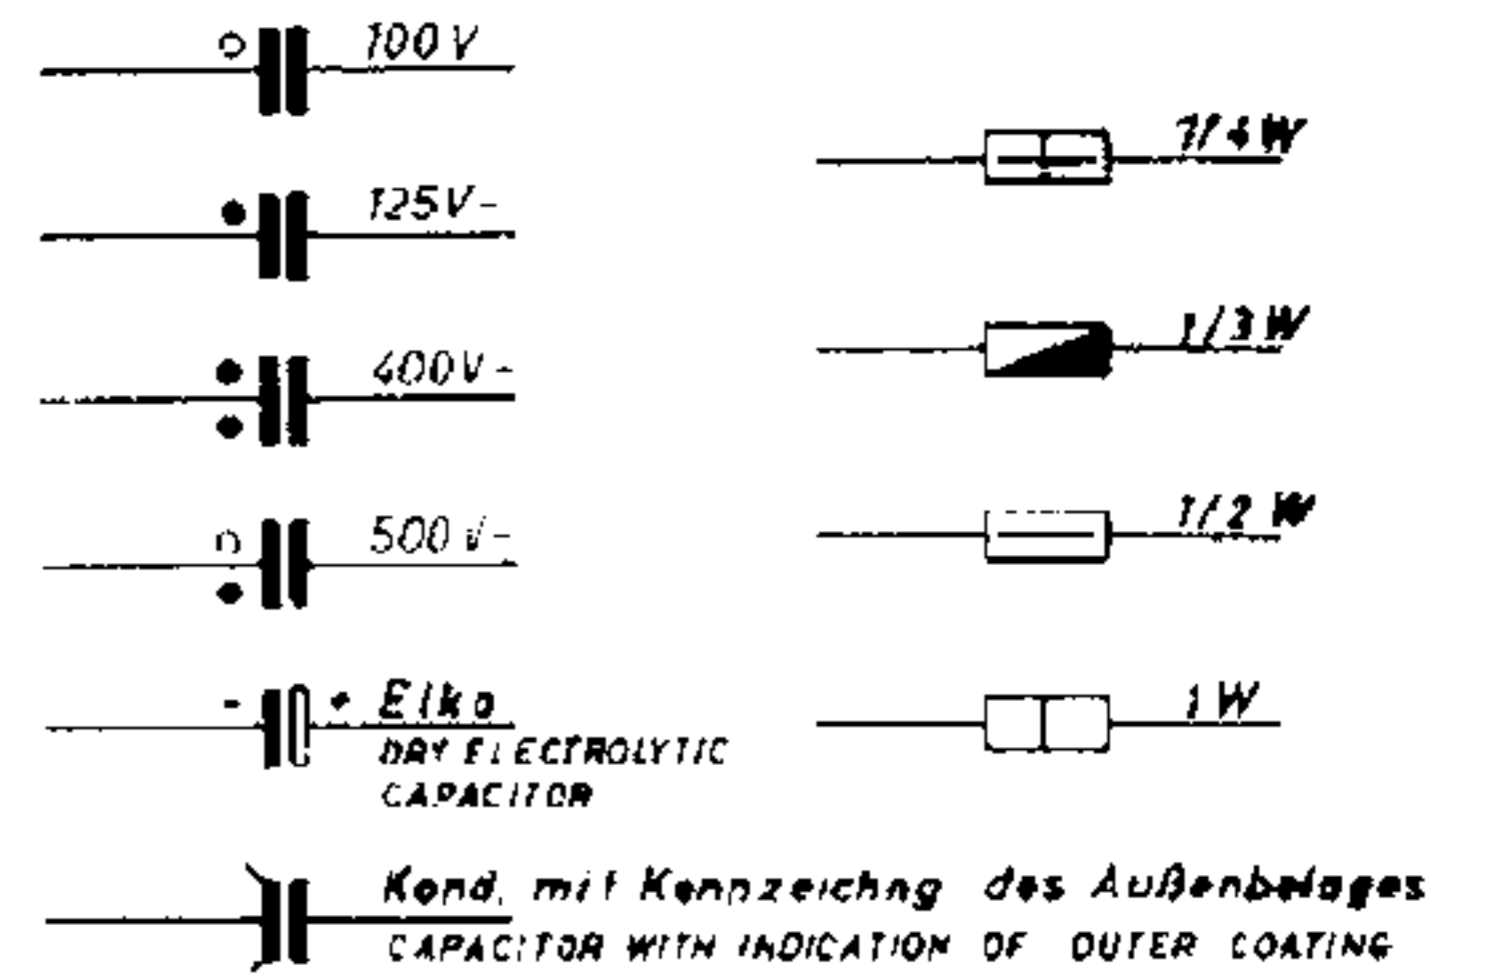 100 V
125 V-
400 V-
500 V-
- + Elko
DRY ELECTROLYTIC
CAPACITOR
Kond. mit Kennzeichng des Außenbelages
CAPACITOR WITH INDICATION OF OUTER COATING
1/4 W
1/3 W
1/2 W
1 W